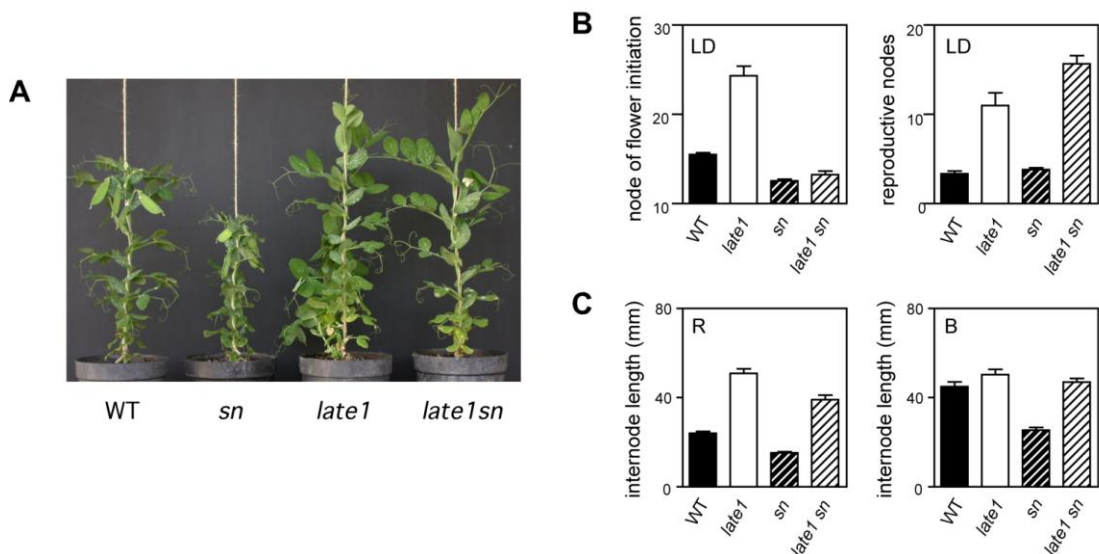 A
WT
sn
late1
late1sn
B
node of flower initiation
30
20
10
LD
WT
late1
sn
late1 sn
reproductive nodes
20
10
0
LD
WT
late1
sn
late1 sn
C
internode length (mm)
80
40
0
R
WT
late1
sn
late1 sn
internode length (mm)
80
40
0
B
WT
late1
sn
late1 sn